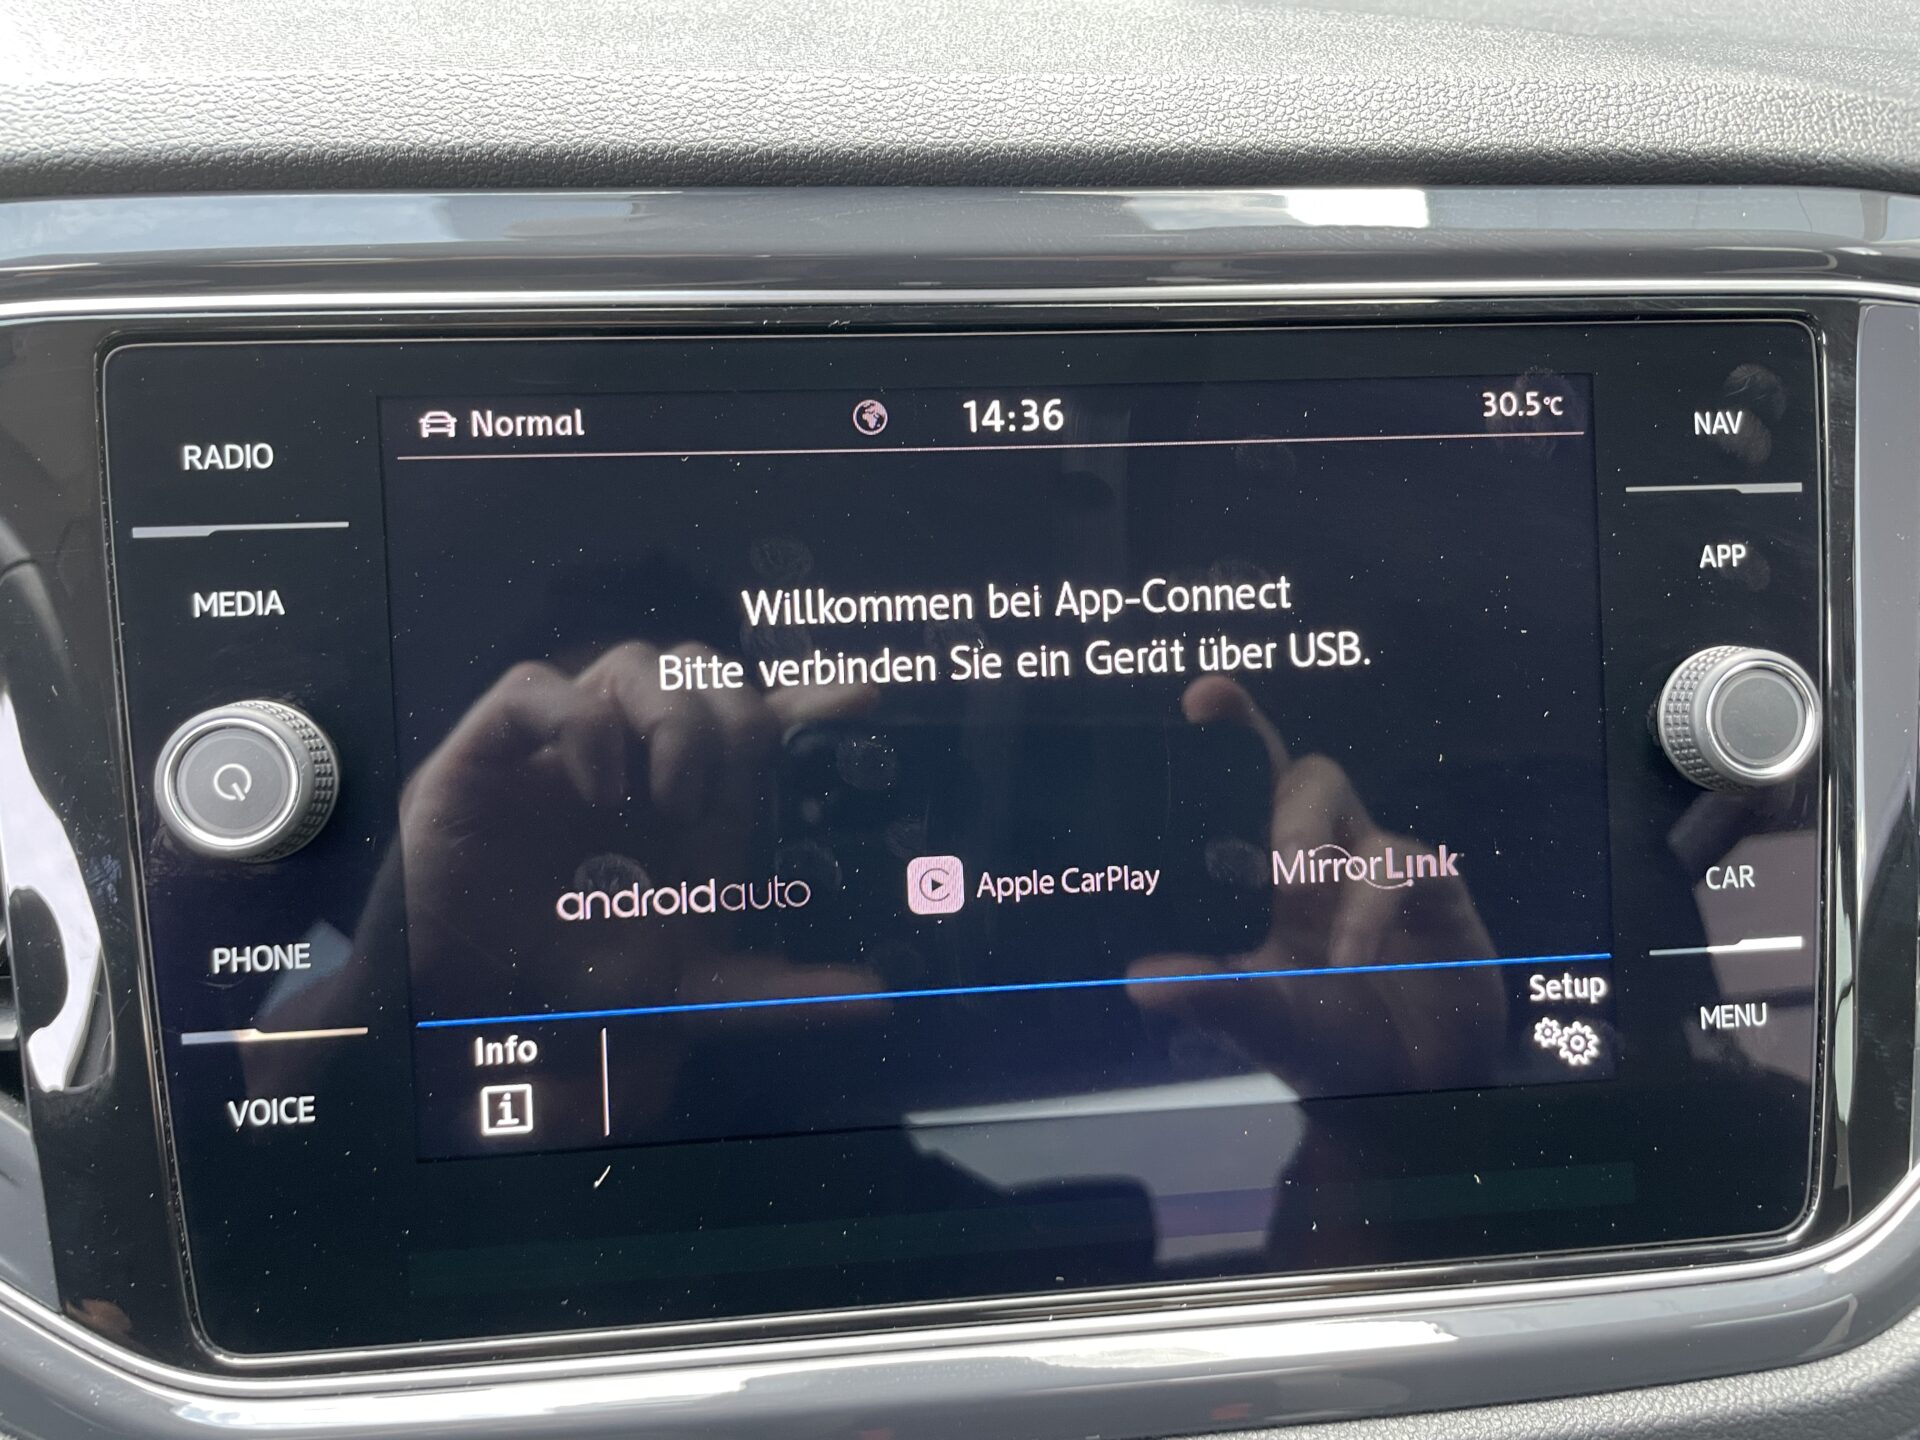 Normal 14:36 30.5°C
RADIO
MEDIA
PHONE
VOICE
NAV
APP
CAR
MENU
Willkommen bei App-Connect
Bitte verbinden Sie ein Gerät über USB.
androidauto Apple CarPlay MirrorLink
Info
Setup